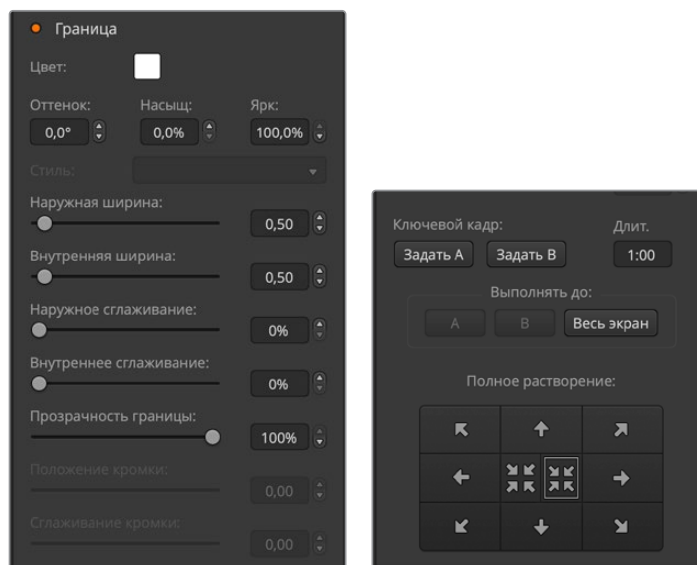 Граница
Цвет:
Оттенок: Насыщ: Ярк:
0,0° 0,0% 100,0%
Стиль:
Наружная ширина:
0,50
Внутренняя ширина:
0,50
Наружное сглаживание:
0%
Внутреннее сглаживание:
0%
Прозрачность границы:
100%
Положение кромки:
0,00
Сглаживание кромки:
0,00
Ключевой кадр: Длит.
Задать A Задать B 1:00
Выполнять до:
A B Весь экран
Полное растворение: